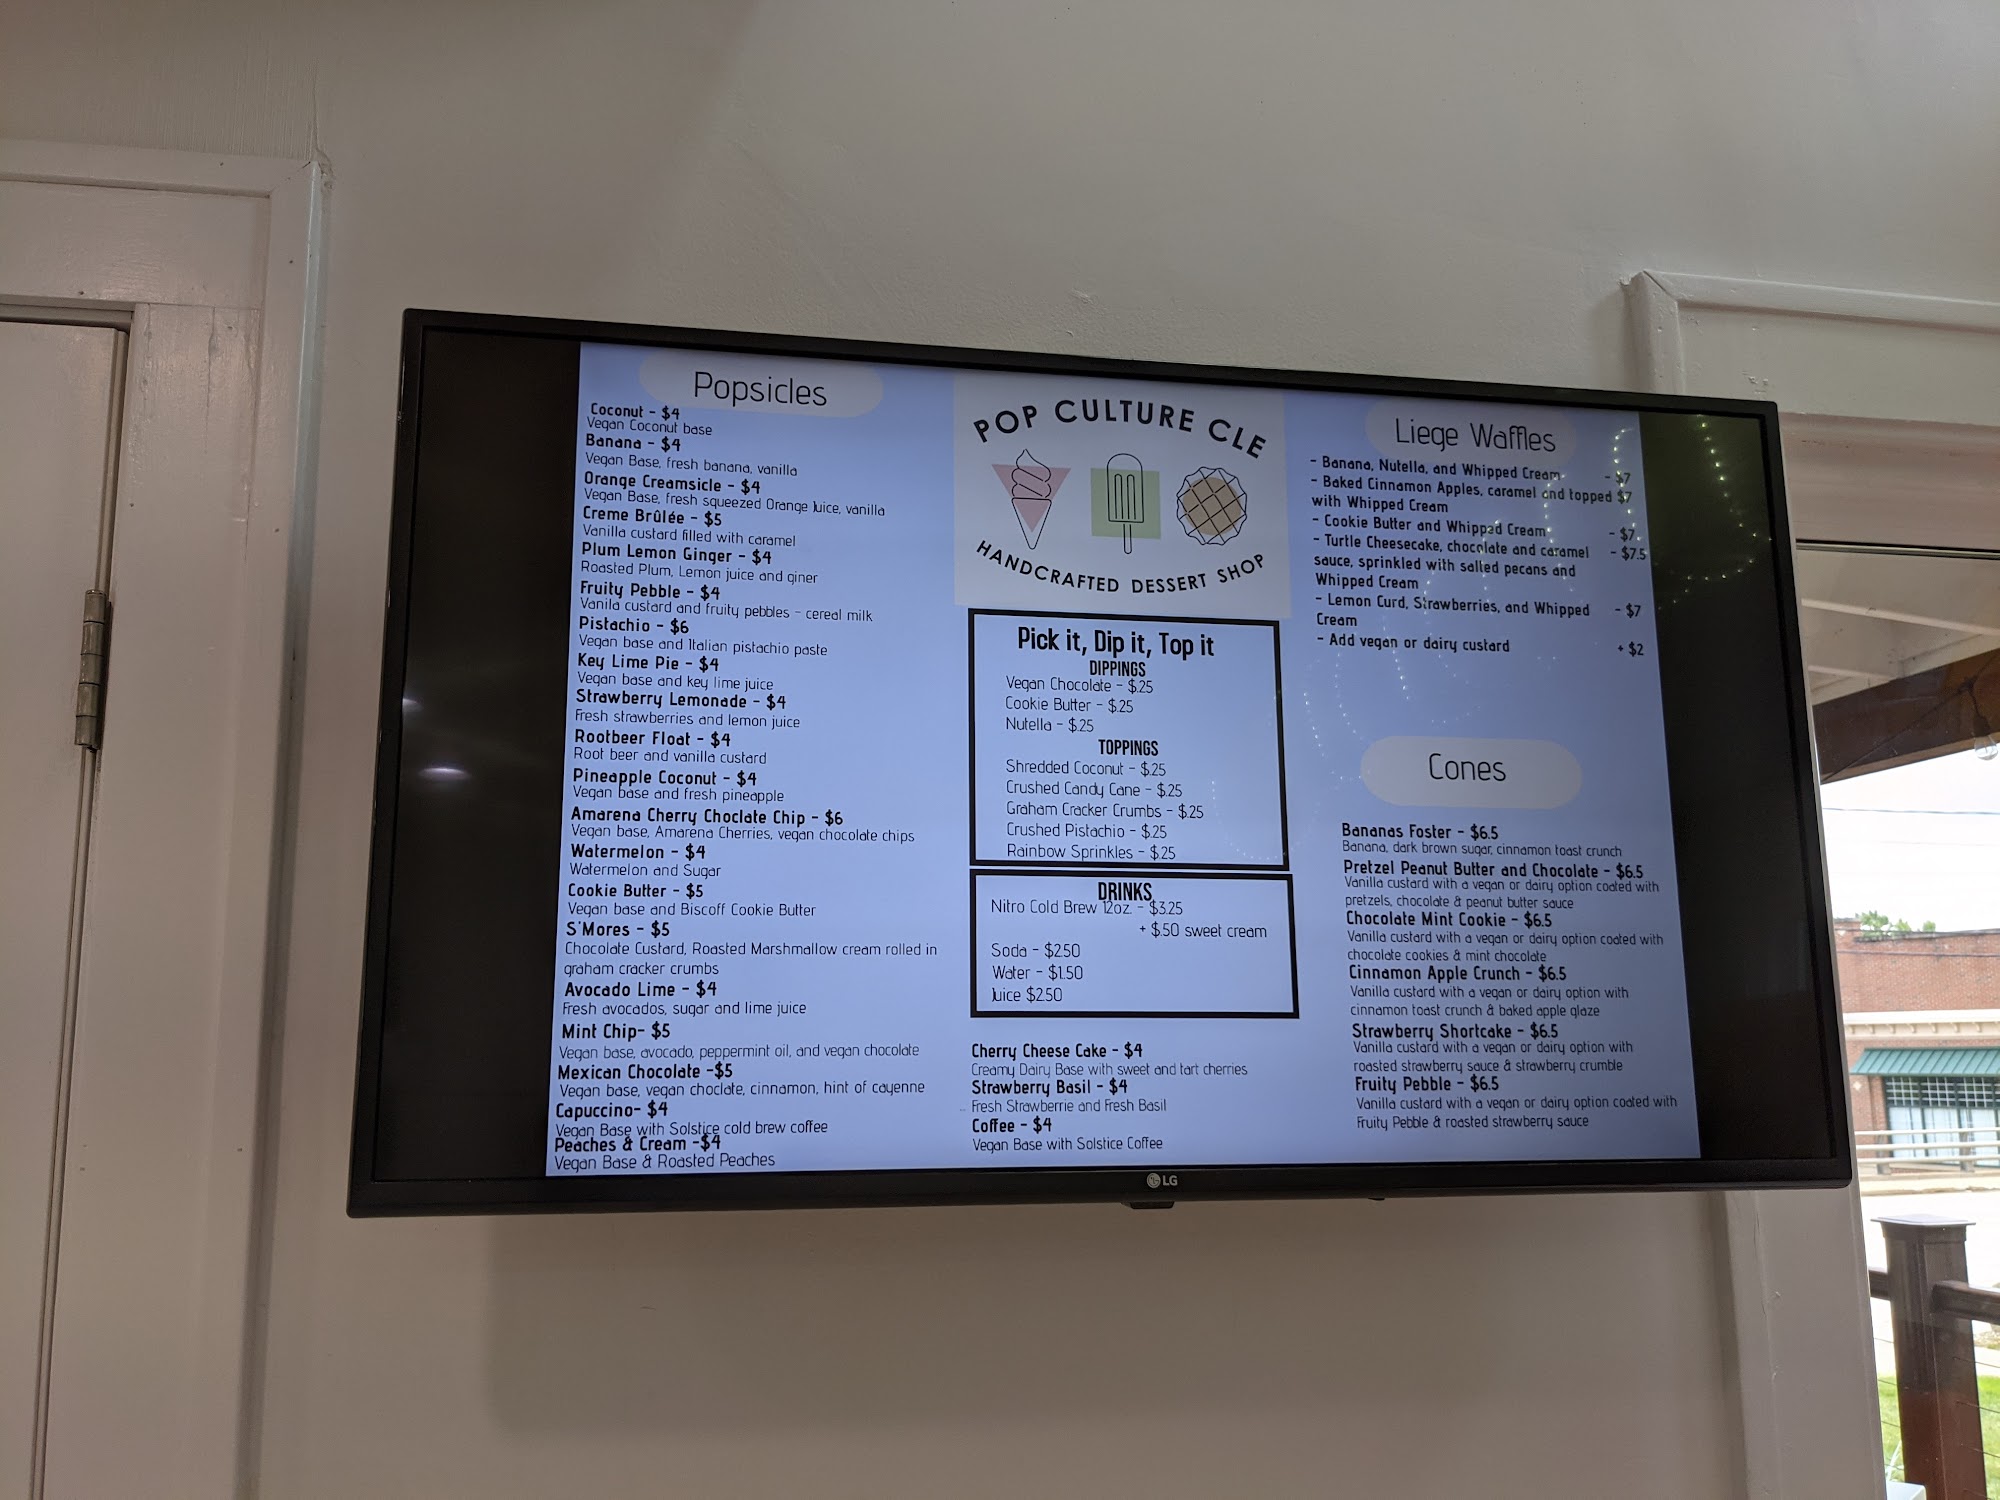 Popsicles
Coconut - $4
Vegan Coconut base
Banana - $4
Vegan Base, fresh banana, vanilla
Orange Creamsicle - $4
Vegan Base, fresh squeezed Orange Juice, vanilla
Creme Brûlée - $5
Vanilla custard filled with caramel
Plum Lemon Ginger - $4
Roasted Plum, Lemon juice and giner
Fruity Pebble - $4
Vanila custard and fruity pebbles - cereal milk
Pistachio - $6
Vegan base and Italian pistachio paste
Key Lime Pie - $4
Vegan base and key lime juice
Strawberry Lemonade - $4
Fresh strawberries and lemon juice
Rootbeer Float - $4
Root beer and vanilla custard
Pineapple Coconut - $4
Vegan base and fresh pineapple
Amarena Cherry Choclate Chip - $6
Vegan base, Amarena Cherries, vegan chocolate chips
Watermelon - $4
Watermelon and Sugar
Cookie Butter - $5
Vegan base and Biscoff Cookie Butter
S'Mores - $5
Chocolate Custard, Roasted Marshmallow cream rolled in
graham cracker crumbs
Avocado Lime - $4
Fresh avocados, sugar and lime juice
Mint Chip- $5
Vegan base, avocado, peppermint oil, and vegan chocolate
Mexican Chocolate -$5
Vegan base, vegan choclate, cinnamon, hint of cayenne
Capuccino- $4
Vegan Base with Solstice cold brew coffee
Peaches & Cream -$4
Vegan Base & Roasted Peaches
POP CULTURE CLE
HANDCRAFTED DESSERT SHOP
Pick it, Dip it, Top it
DIPPINGS
Vegan Chocolate - $.25
Cookie Butter - $.25
Nutella - $.25
TOPPINGS
Shredded Coconut - $.25
Crushed Candy Cane - $.25
Graham Cracker Crumbs - $.25
Crushed Pistachio - $.25
Rainbow Sprinkles - $.25
DRINKS
Nitro Cold Brew 12oz. - $3.25
+ $.50 sweet cream
Soda - $2.50
Water - $1.50
Juice $2.50
Cherry Cheese Cake - $4
Creamy Dairy Base with sweet and tart cherries
Strawberry Basil - $4
Fresh Strawberrie and Fresh Basil
Coffee - $4
Vegan Base with Solstice Coffee
Liege Waffles
- Banana, Nutella, and Whipped Cream - $7
- Baked Cinnamon Apples, caramel and topped $7
with Whipped Cream
- Cookie Butter and Whipped Cream - $7
- Turtle Cheesecake, chocolate and caramel - $7.5
sauce, sprinkled with salled pecans and
Whipped Cream
- Lemon Curd, Strawberries, and Whipped - $7
Cream
- Add vegan or dairy custard + $2
Cones
Bananas Foster - $6.5
Banana, dark brown sugar, cinnamon toast crunch
Pretzel Peanut Butter and Chocolate - $6.5
Vanilla custard with a vegan or dairy option coated with
pretzels, chocolate & peanut butter sauce
Chocolate Mint Cookie - $6.5
Vanilla custard with a vegan or dairy option coated with
chocolate cookies & mint chocolate
Cinnamon Apple Crunch - $6.5
Vanilla custard with a vegan or dairy option with
cinnamon toast crunch & baked apple glaze
Strawberry Shortcake - $6.5
Vanilla custard with a vegan or dairy option with
roasted strawberry sauce & strawberry crumble
Fruity Pebble - $6.5
Vanilla custard with a vegan or dairy option coated with
Fruity Pebble & roasted strawberry sauce
LG